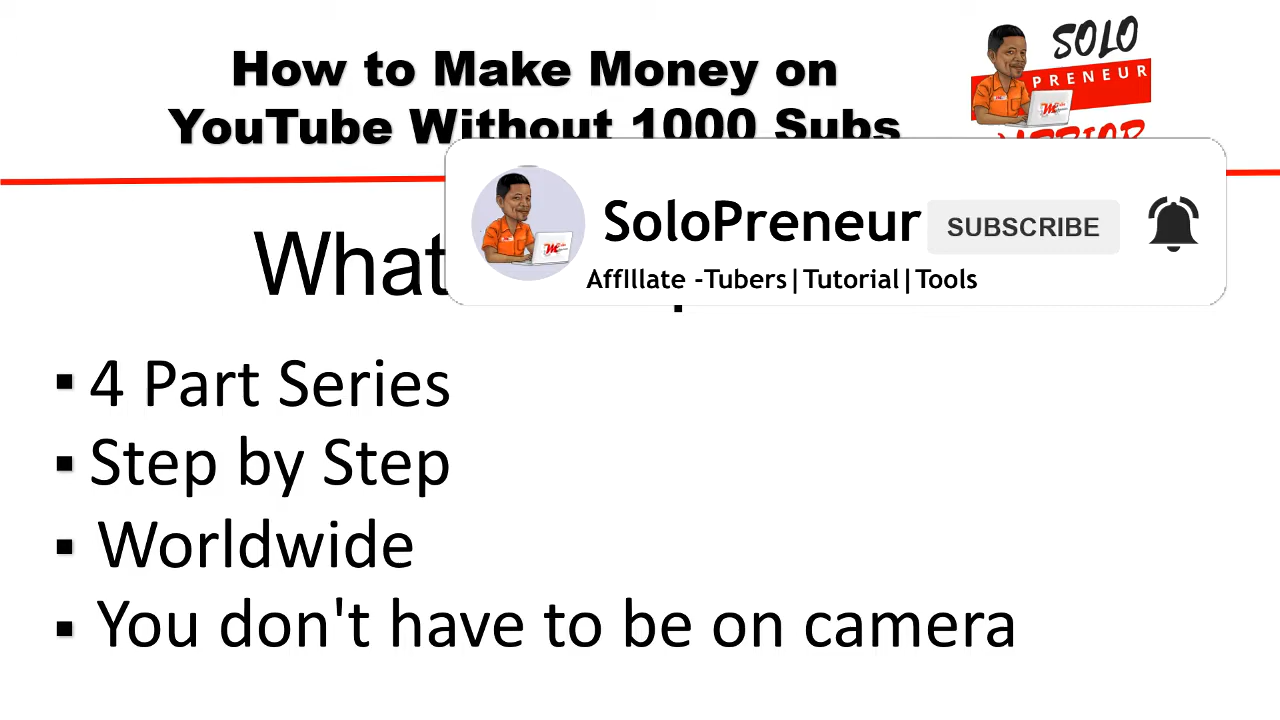 How to Make Money on
YouTube Without 1000 Subs
SOLO
PRENEUR
What
SoloPreneur
SUBSCRIBE
AffIllate -Tubers|Tutorial|Tools
▪ 4 Part Series
▪ Step by Step
▪ Worldwide
▪ You don't have to be on camera